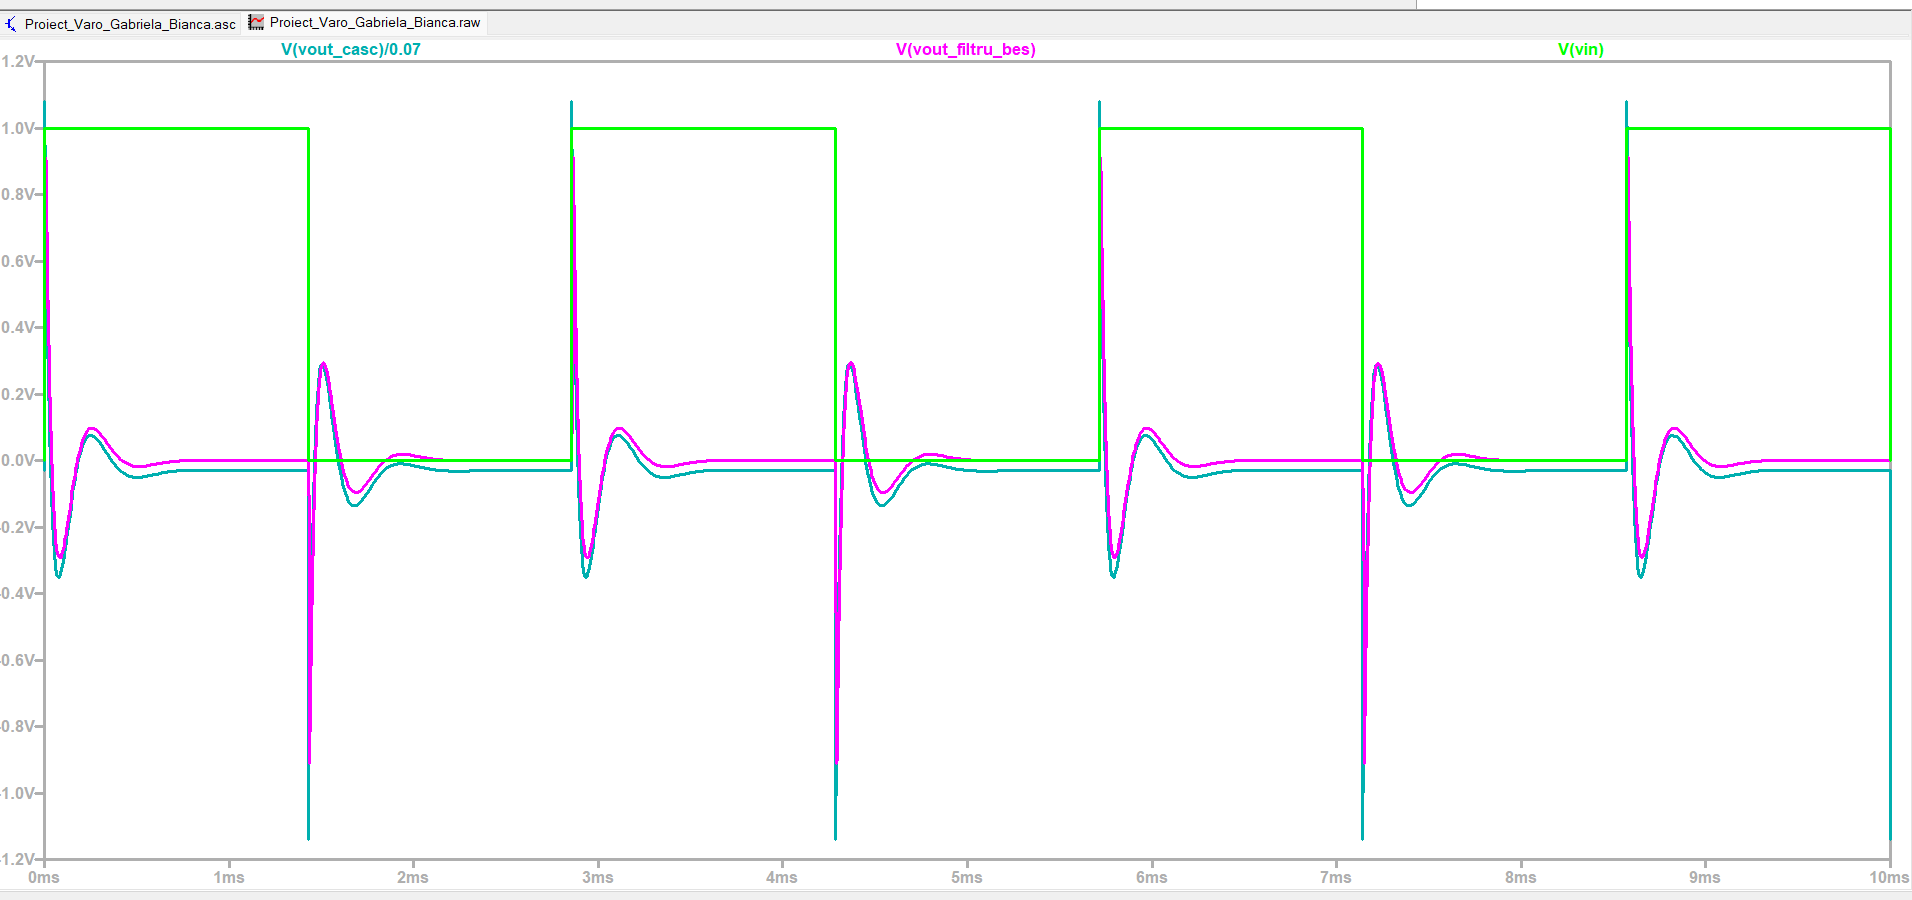 Proiect_Varo_Gabriela_Bianca.asc Proiect_Varo_Gabriela_Bianca.raw
V(vout_casc)/0.07 V(vout_filtru_bes) V(vin)
1.2V
1.0V
0.8V
0.6V
0.4V
0.2V
0.0V
-0.2V
-0.4V
-0.6V
-0.8V
-1.0V
-1.2V
0ms 1ms 2ms 3ms 4ms 5ms 6ms 7ms 8ms 9ms 10ms